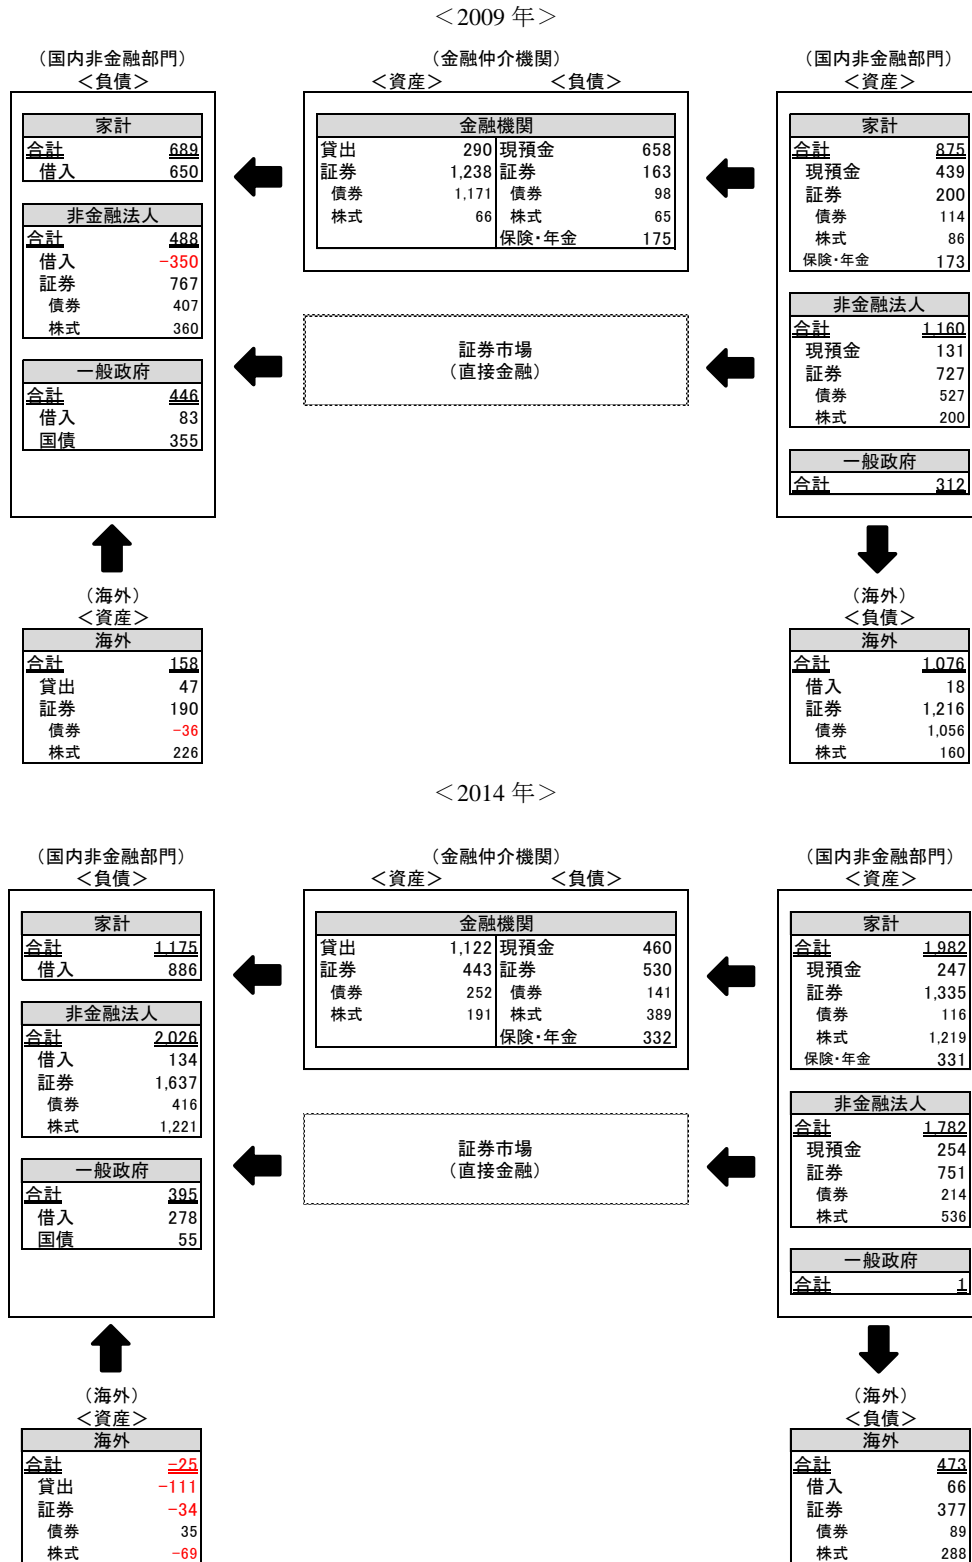 ＜2009 年＞
（国内非金融部門）
＜負債＞
家計
合計 689
借入 650
非金融法人
合計 488
借入 -350
証券 767
債券 407
株式 360
一般政府
合計 446
借入 83
国債 355
（金融仲介機関）
＜資産＞ ＜負債＞
金融機関
貸出 290 現預金 658
証券 1,238 証券 163
債券 1,171 債券 98
株式 66 株式 65
保険・年金 175
証券市場
（直接金融）
（国内非金融部門）
＜資産＞
家計
合計 875
現預金 439
証券 200
債券 114
株式 86
保険・年金 173
非金融法人
合計 1,160
現預金 131
証券 727
債券 527
株式 200
一般政府
合計 312
（海外）
＜資産＞
海外
合計 158
貸出 47
証券 190
債券 -36
株式 226
（海外）
＜負債＞
海外
合計 1,076
借入 18
証券 1,216
債券 1,056
株式 160
＜2014 年＞
（国内非金融部門）
＜負債＞
家計
合計 1,175
借入 886
非金融法人
合計 2,026
借入 134
証券 1,637
債券 416
株式 1,221
一般政府
合計 395
借入 278
国債 55
（金融仲介機関）
＜資産＞ ＜負債＞
金融機関
貸出 1,122 現預金 460
証券 443 証券 530
債券 252 債券 141
株式 191 株式 389
保険・年金 332
証券市場
（直接金融）
（国内非金融部門）
＜資産＞
家計
合計 1,982
現預金 247
証券 1,335
債券 116
株式 1,219
保険・年金 331
非金融法人
合計 1,782
現預金 254
証券 751
債券 214
株式 536
一般政府
合計 1
（海外）
＜資産＞
海外
合計 -25
貸出 -111
証券 -34
債券 35
株式 -69
（海外）
＜負債＞
海外
合計 473
借入 66
証券 377
債券 89
株式 288